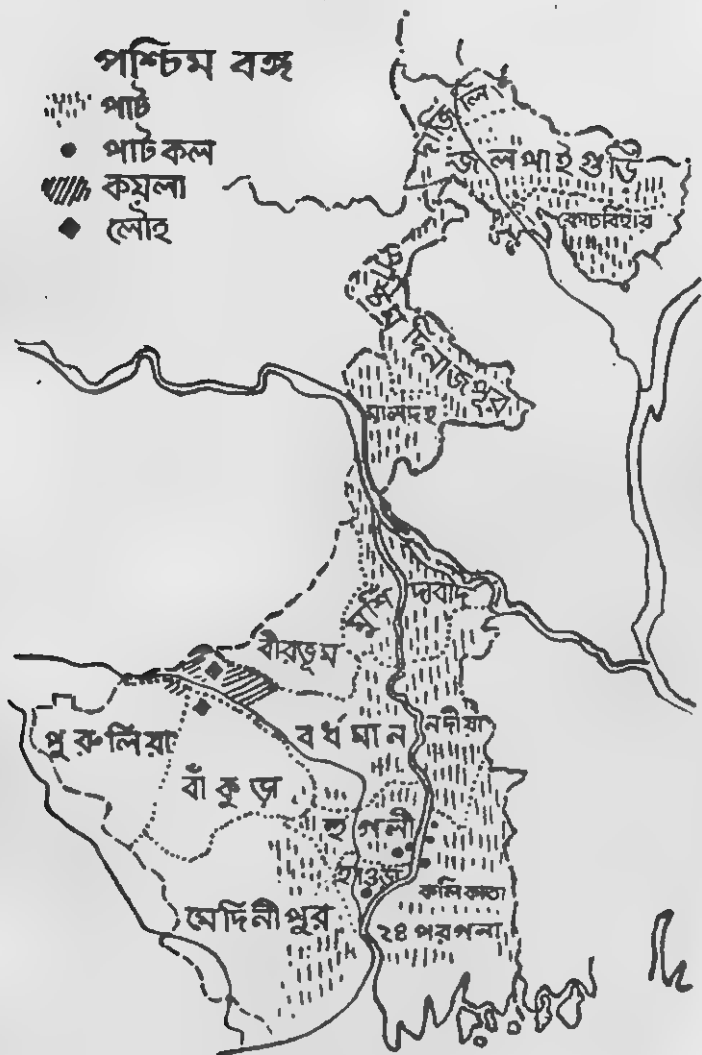 পশ্চিম বঙ্গ
পাট
পাটকল
কয়লা
লৌহ
দার্জিলিং
জলপাইগুড়ি
কোচবিহার
দিনাজপুর
মালদহ
মুর্শিদাবাদ
বীরভূম
বর্ধমান
নদীয়া
পুরুলিয়া
বাঁকুড়া
হুগলী
হাওড়া
কলিকাতা
মেদিনীপুর
২৪ পরগনা